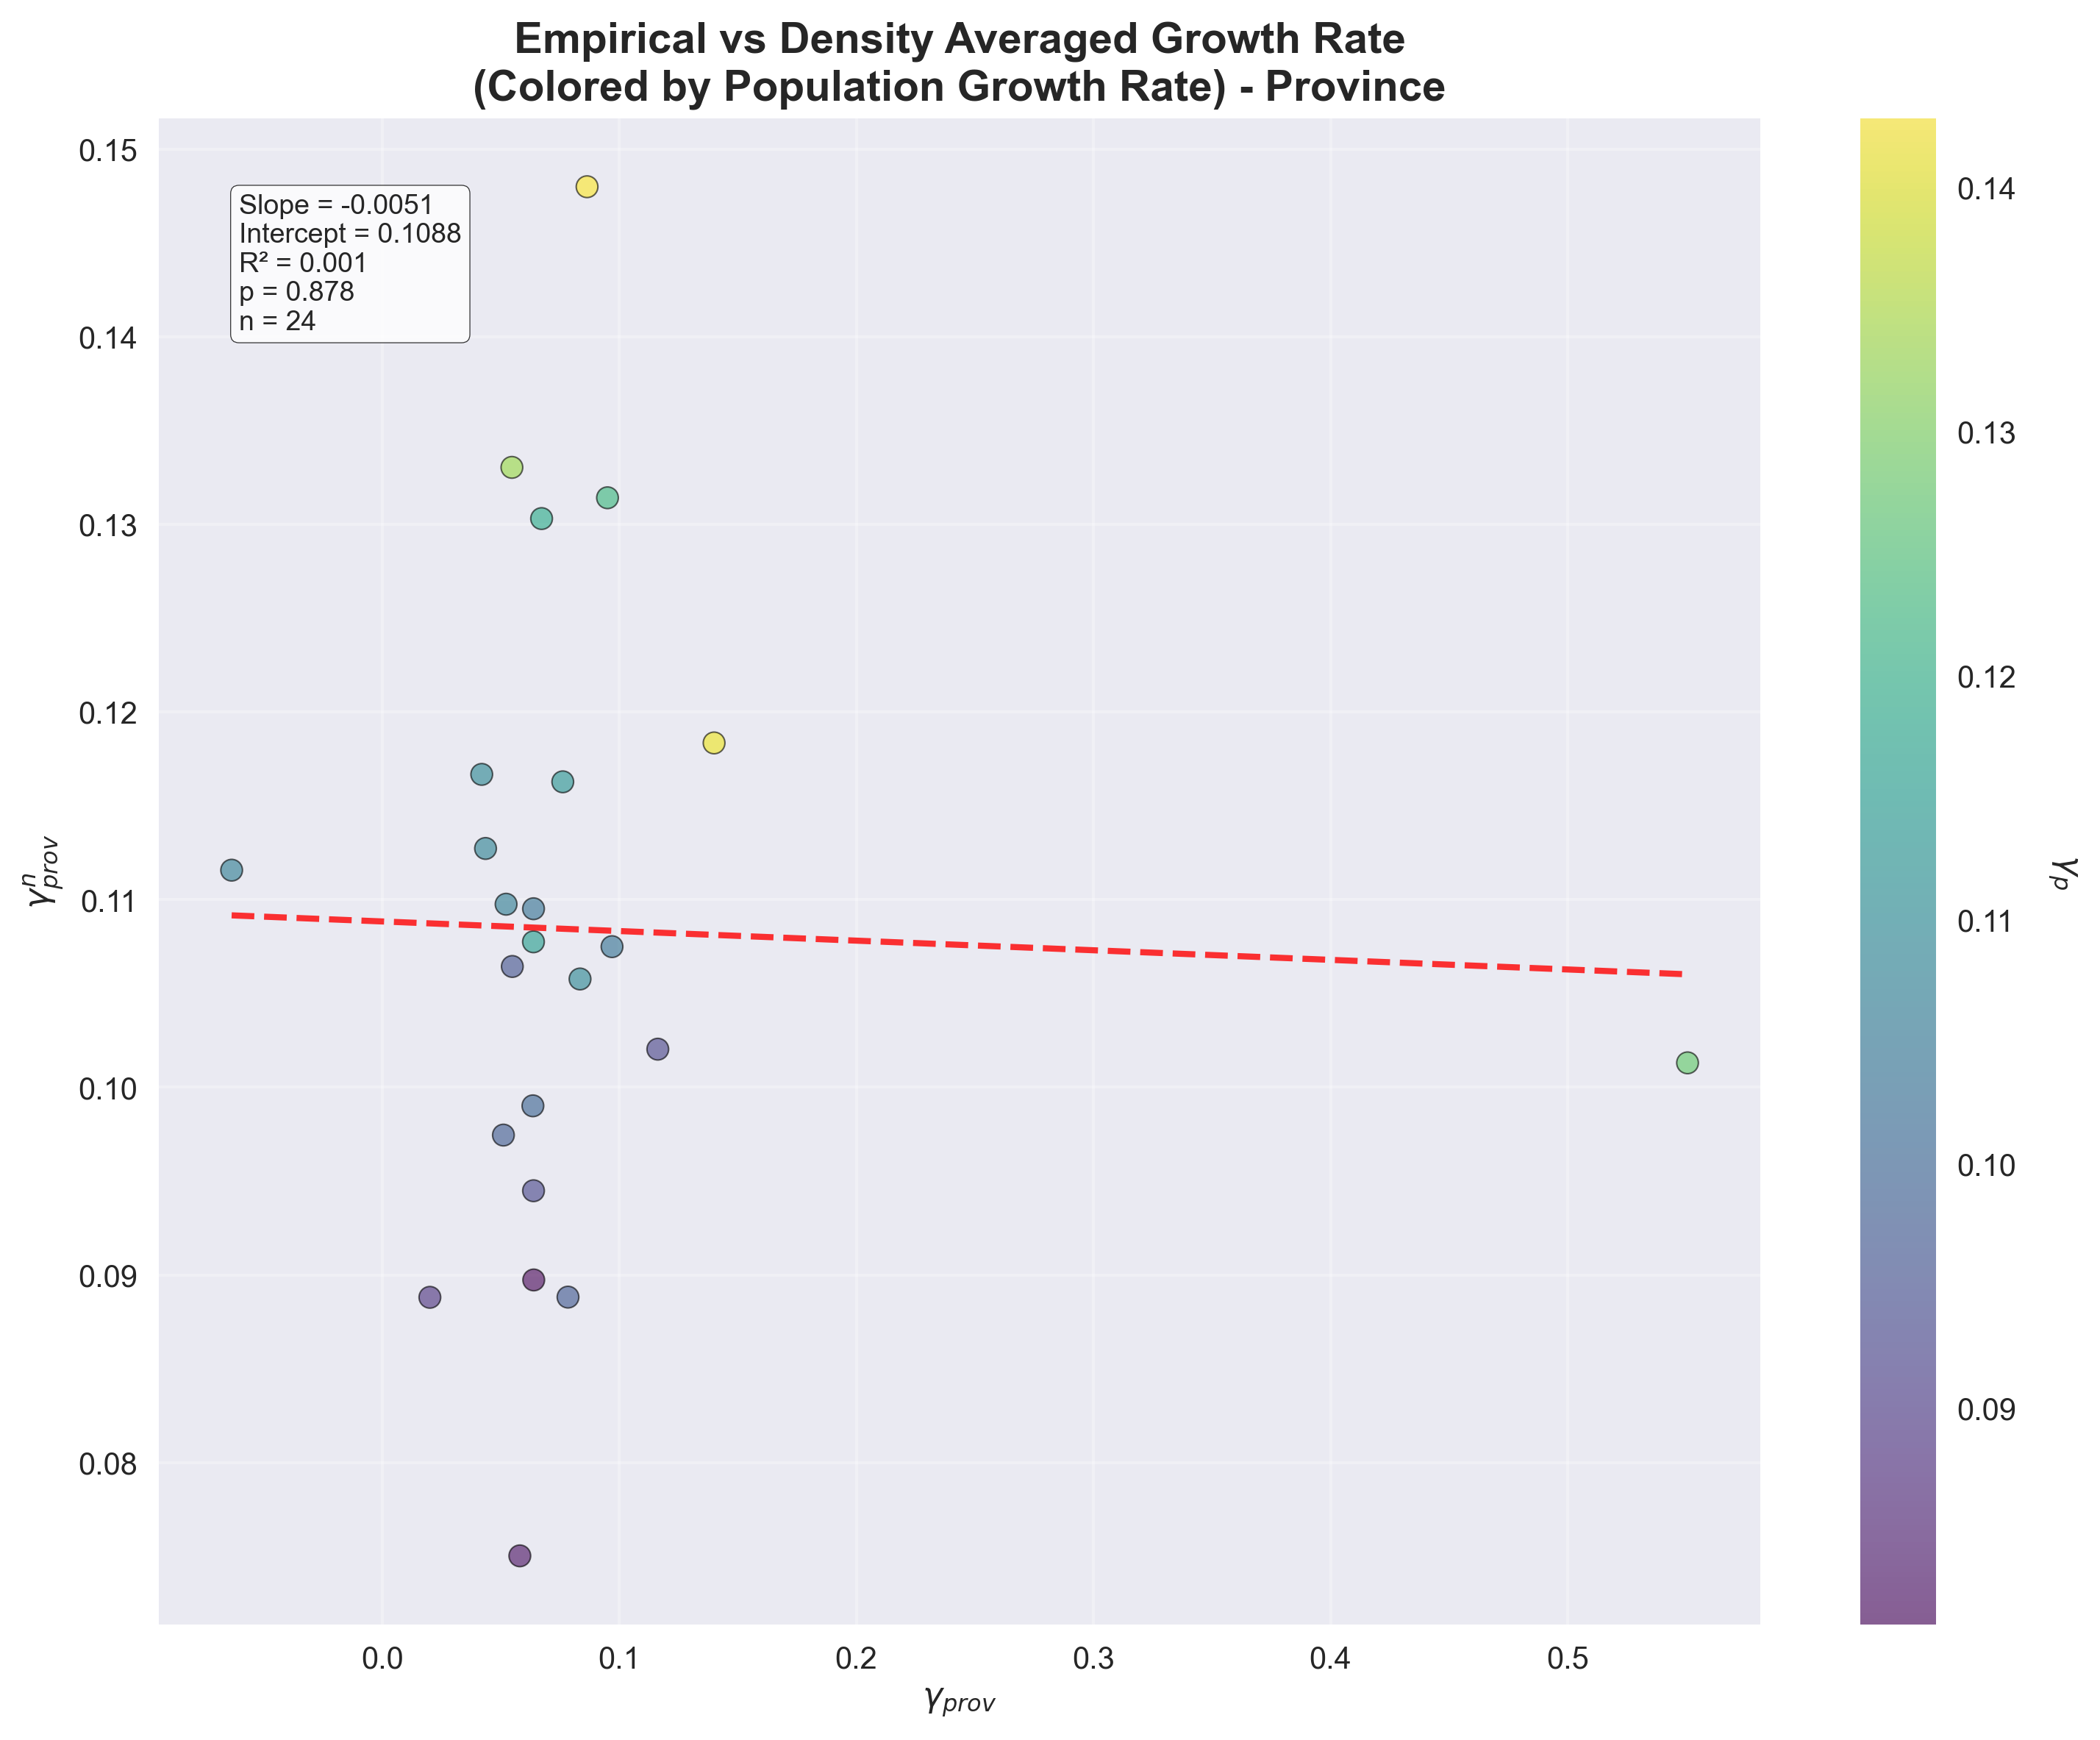 Empirical vs Density Averaged Growth Rate
(Colored by Population Growth Rate) - Province
Slope = -0.0051
Intercept = 0.1088
R² = 0.001
p = 0.878
n = 24
0.15
0.14
0.13
0.12
0.11
0.10
0.09
0.08
γⁿ_prov
0.0
0.1
0.2
0.3
0.4
0.5
γ_prov
0.14
0.13
0.12
0.11
0.10
0.09
γ_p